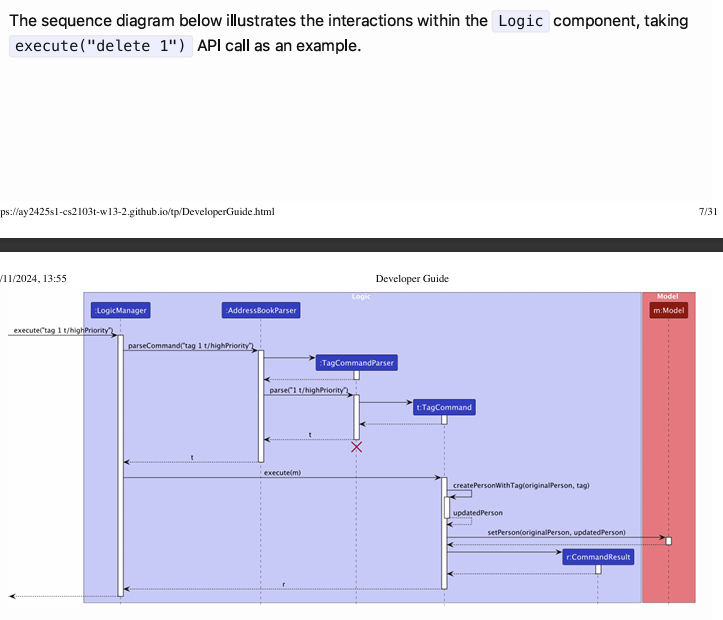 The sequence diagram below illustrates the interactions within the Logic component, taking
execute("delete 1") API call as an example.
ps://ay2425s1-cs2103t-w13-2.github.io/tp/DeveloperGuide.html
7/31
/11/2024, 13:55
Developer Guide
Logic
Model
:LogicManager
:AddressBookParser
m:Model
execute("tag 1 t/highPriority")
parseCommand("tag 1 t/highPriority")
:TagCommandParser
parse("1 t/highPriority")
t:TagCommand
t
t
execute(m)
createPersonWithTag(originalPerson, tag)
updatedPerson
setPerson(originalPerson, updatedPerson)
r:CommandResult
r